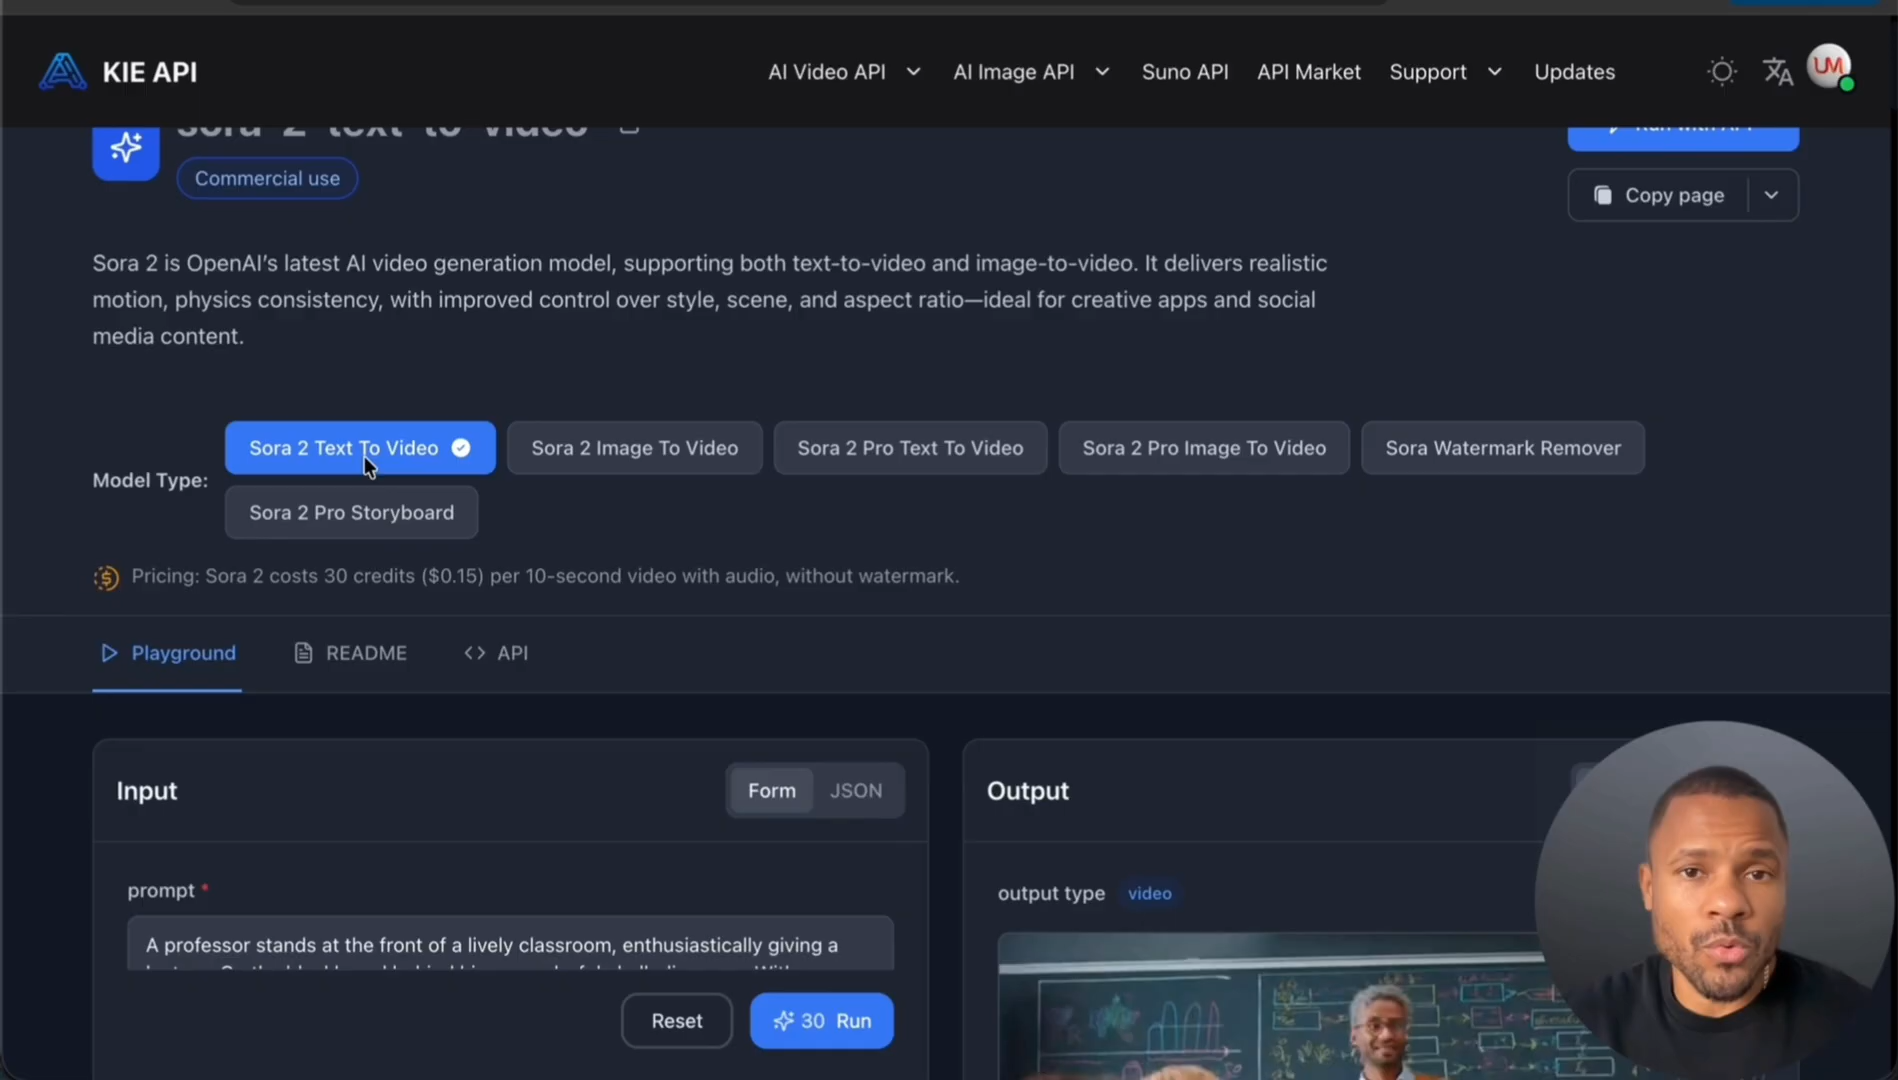 KIE API
AI Video API
AI Image API
Suno API
API Market
Support
Updates
UM
Commercial use
Copy page
Sora 2 is OpenAI's latest AI video generation model, supporting both text-to-video and image-to-video. It delivers realistic
motion, physics consistency, with improved control over style, scene, and aspect ratio—ideal for creative apps and social
media content.
Model Type:
Sora 2 Text To Video
Sora 2 Image To Video
Sora 2 Pro Text To Video
Sora 2 Pro Image To Video
Sora Watermark Remover
Sora 2 Pro Storyboard
Pricing: Sora 2 costs 30 credits ($0.15) per 10-second video with audio, without watermark.
Playground
README
API
Input
Form
JSON
Output
prompt *
output type
video
A professor stands at the front of a lively classroom, enthusiastically giving a
Reset
30 Run